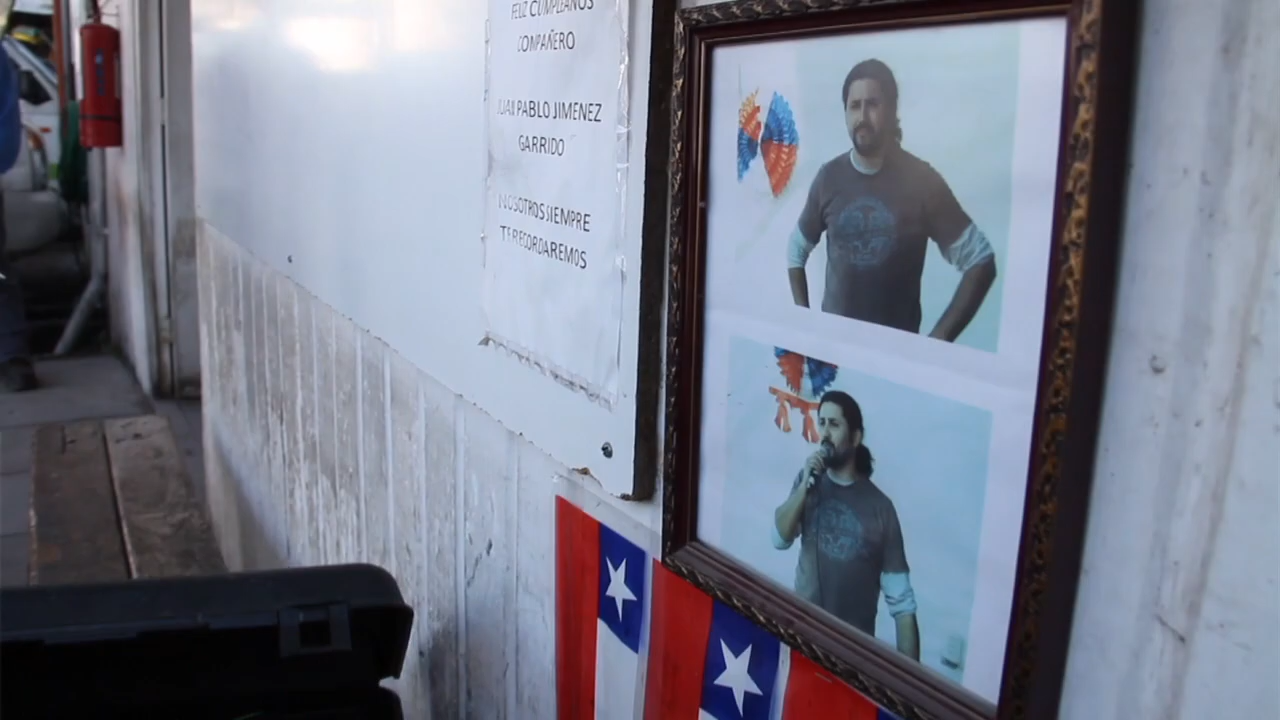 FELIZ CUMPLEAÑOS
COMPAÑERO
JUAN PABLO JIMENEZ
GARRIDO
NOSOTROS SIEMPRE
TE RECORDAREMOS